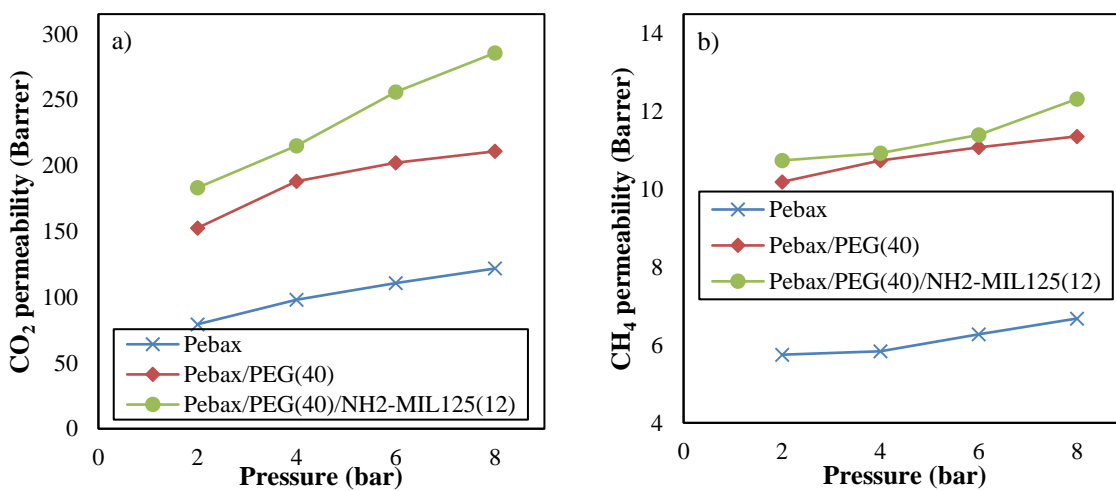 a)
300
250
200
150
100
50
0
CO₂ permeability (Barrer)
Pebax
Pebax/PEG(40)
Pebax/PEG(40)/NH2-MIL125(12)
0 2 4 6 8
Pressure (bar)
b)
14
12
10
8
6
4
CH₄ permeability (Barrer)
Pebax
Pebax/PEG(40)
Pebax/PEG(40)/NH2-MIL125(12)
0 2 4 6 8
Pressure (bar)